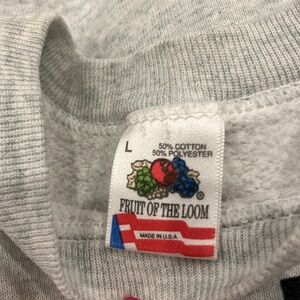 L
50% COTTON
50% POLYESTER
®
FRUIT OF THE LOOM
MADE IN U.S.A.